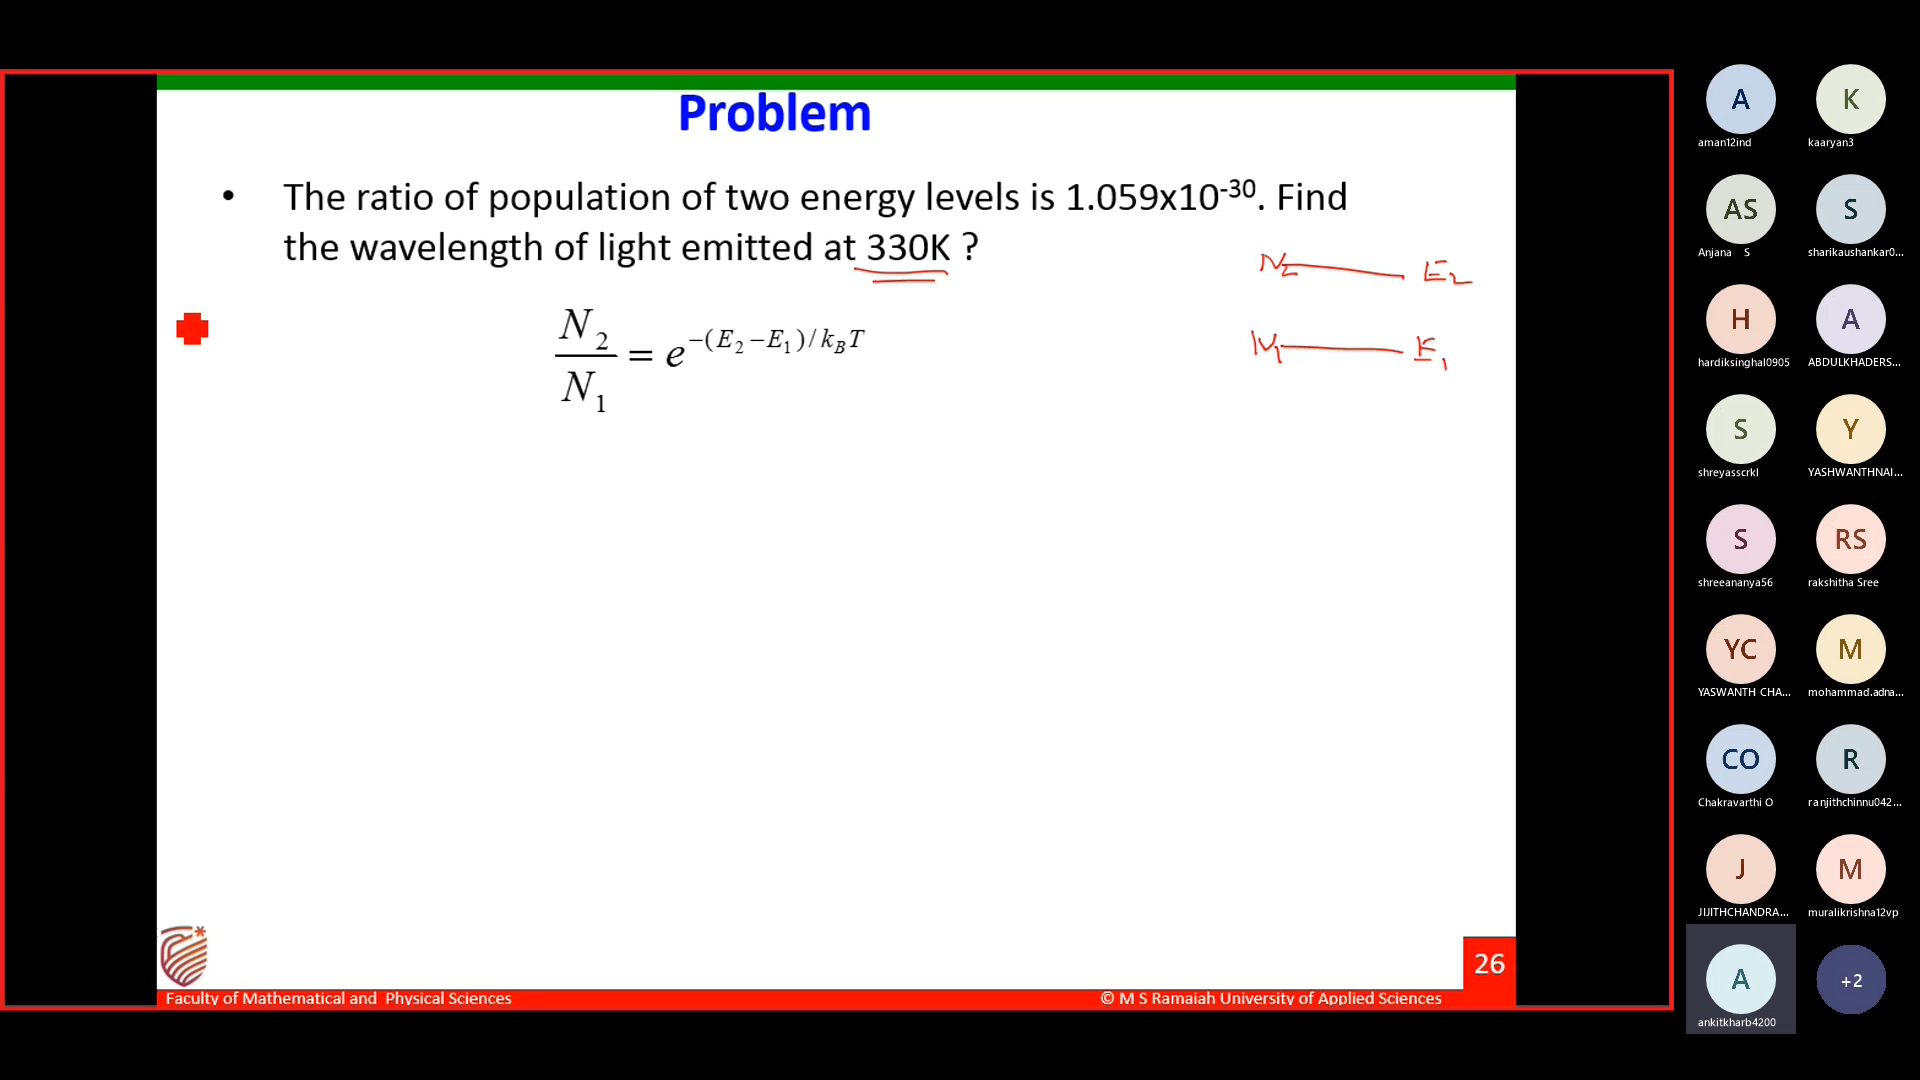 Problem
• The ratio of population of two energy levels is 1.059x10⁻³⁰. Find
the wavelength of light emitted at 330K ?
N₂ E₂
N₁ E₁
N₂/N₁ = e^−(E₂−E₁)/k_BT
26
Faculty of Mathematical and Physical Sciences
© M S Ramaiah University of Applied Sciences
A K
aman12ind kaaryan3
AS S
Anjana S sharikaushankar0...
H A
hardiksinghal0905 ABDULKHADERS...
S Y
shreyasscrkl YASHWANTHNAI...
S RS
shreeananya56 rakshitha Sree
YC M
YASWANTH CHA... mohammad.adna...
CO R
Chakravarthi O ranjithchinnu042...
J M
JIJITHCHANDRA... muralikrishna12vp
A +2
ankitkharb4200